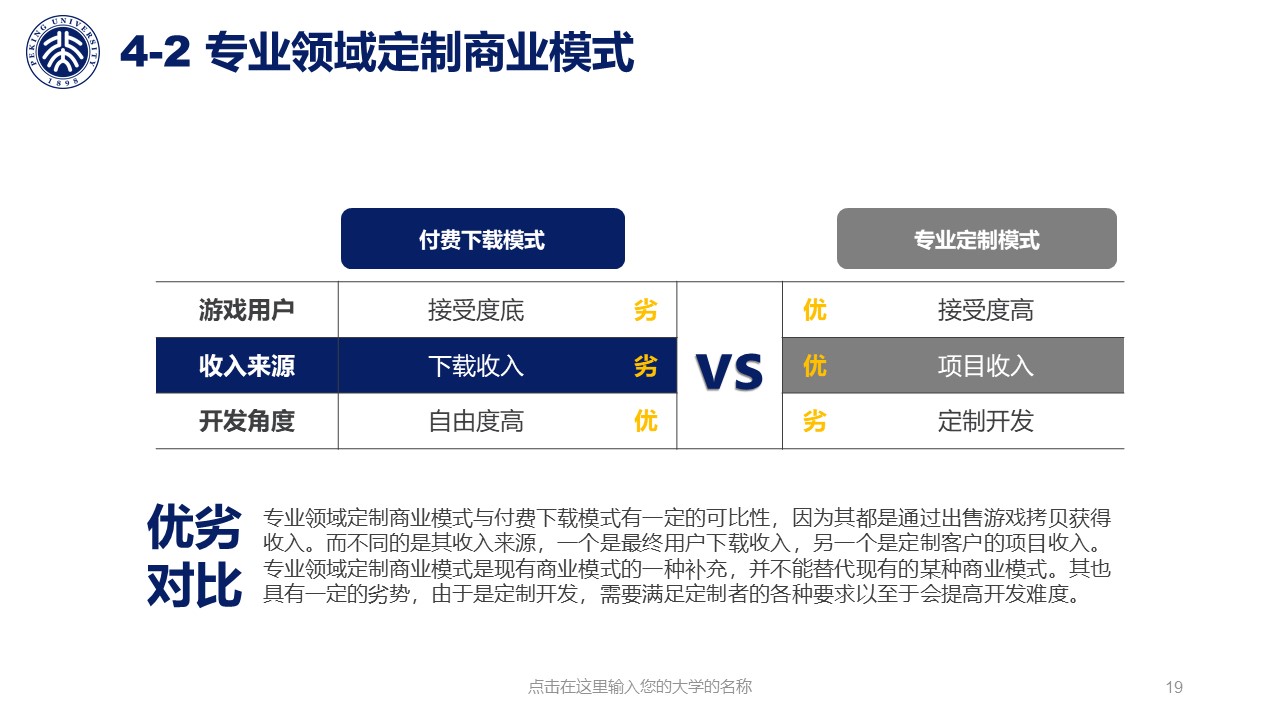 PEKING UNIVERSITY
1898
4-2 专业领域定制商业模式
付费下载模式
专业定制模式
游戏用户 接受度底 劣 优 接受度高
收入来源 下载收入 劣 VS 优 项目收入
开发角度 自由度高 优 劣 定制开发
优劣
对比
专业领域定制商业模式与付费下载模式有一定的可比性，因为其都是通过出售游戏拷贝获得
收入。而不同的是其收入来源，一个是最终用户下载收入，另一个是定制客户的项目收入。
专业领域定制商业模式是现有商业模式的一种补充，并不能替代现有的某种商业模式。其也
具有一定的劣势，由于是定制开发，需要满足定制者的各种要求以至于会提高开发难度。
点击在这里输入您的大学的名称
19